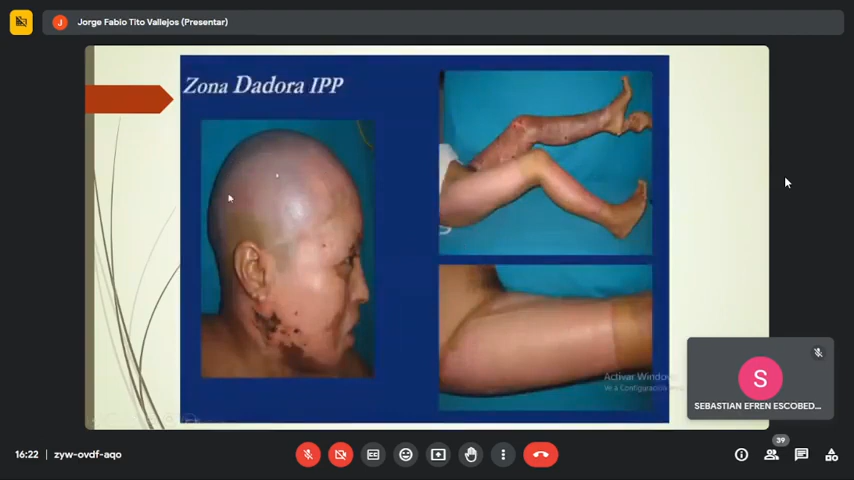 Jorge Fabio Tito Vallejos (Presentar)
Zona Dadora IPP
Activar Windows
S
SEBASTIAN EFREN ESCOBED...
16:22 | zyw-ovdf-aqo
39